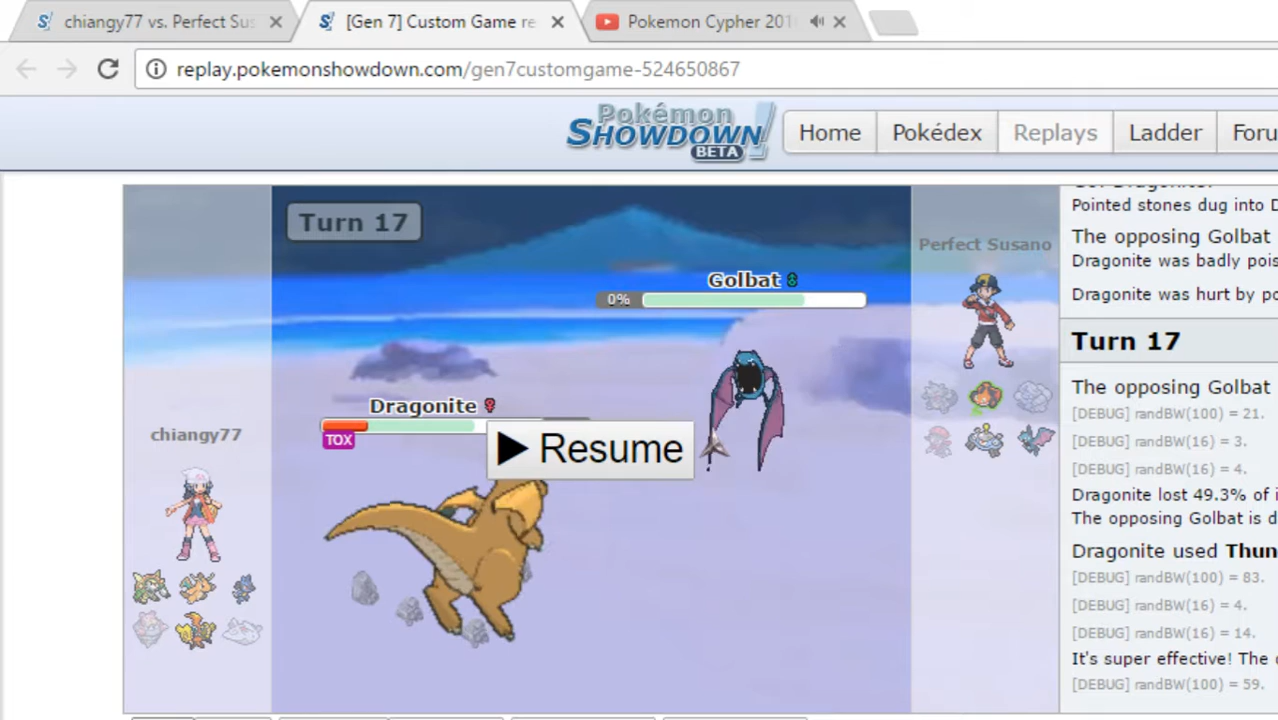 chiangy77 vs. Perfect Sus
[Gen 7] Custom Game re
Pokemon Cypher 201
replay.pokemonshowdown.com/gen7customgame-524650867
Pokémon
SHOWDOWN!
BETA
Home
Pokédex
Replays
Ladder
Foru
Turn 17
Golbat
0%
Dragonite
TOX
Resume
chiangy77
Perfect Susano
Pointed stones dug into D
The opposing Golbat
Dragonite was badly pois
Dragonite was hurt by po
Turn 17
The opposing Golbat
[DEBUG] randBW(100) = 21.
[DEBUG] randBW(16) = 3.
[DEBUG] randBW(16) = 4.
Dragonite lost 49.3% of i
The opposing Golbat is d
Dragonite used Thun
[DEBUG] randBW(100) = 83.
[DEBUG] randBW(16) = 4.
[DEBUG] randBW(16) = 14.
It's super effective! The
[DEBUG] randBW(100) = 59.